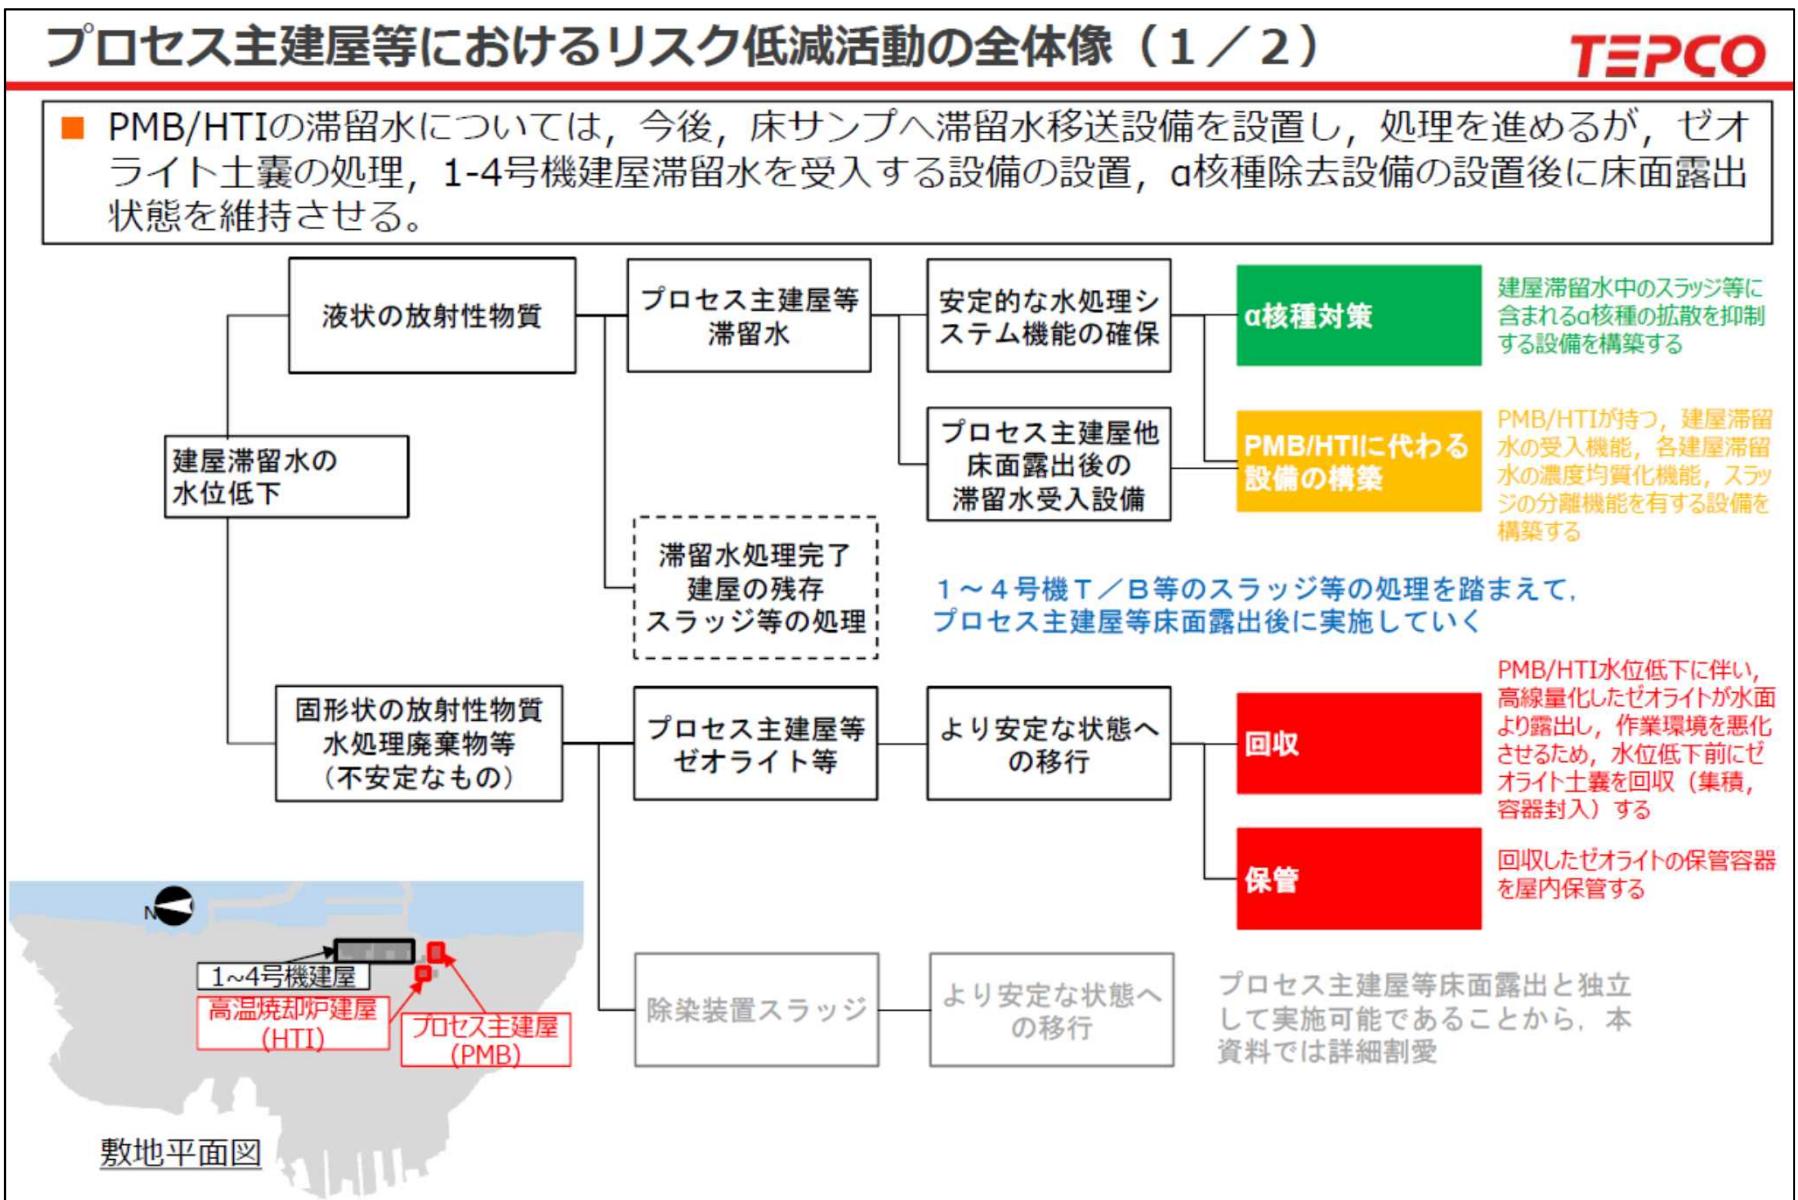 プロセス主建屋等におけるリスク低減活動の全体像（１／２）
TEPCO
■ PMB/HTIの滞留水については，今後，床サンプへ滞留水移送設備を設置し，処理を進めるが，ゼオ
ライト土嚢の処理，1-4号機建屋滞留水を受入する設備の設置，α核種除去設備の設置後に床面露出
状態を維持させる。
液状の放射性物質
プロセス主建屋等
滞留水
安定的な水処理シ
ステム機能の確保
α核種対策
建屋滞留水中のスラッジ等に
含まれるα核種の拡散を抑制
する設備を構築する
建屋滞留水の
水位低下
プロセス主建屋他
床面露出後の
滞留水受入設備
PMB/HTIに代わる
設備の構築
PMB/HTIが持つ，建屋滞留
水の受入機能，各建屋滞留
水の濃度均質化機能，スラッ
ジの分離機能を有する設備を
構築する
滞留水処理完了
建屋の残存
スラッジ等の処理
１～４号機Ｔ／Ｂ等のスラッジ等の処理を踏まえて，
プロセス主建屋等床面露出後に実施していく
固形状の放射性物質
水処理廃棄物等
（不安定なもの）
プロセス主建屋等
ゼオライト等
より安定な状態へ
の移行
回収
PMB/HTI水位低下に伴い，
高線量化したゼオライトが水面
より露出し，作業環境を悪化
させるため，水位低下前にゼ
オライト土嚢を回収（集積，
容器封入）する
保管
回収したゼオライトの保管容器
を屋内保管する
除染装置スラッジ
より安定な状態へ
の移行
プロセス主建屋等床面露出と独立
して実施可能であることから，本
資料では詳細割愛
N
1~4号機建屋
高温焼却炉建屋
(HTI)
プロセス主建屋
(PMB)
敷地平面図